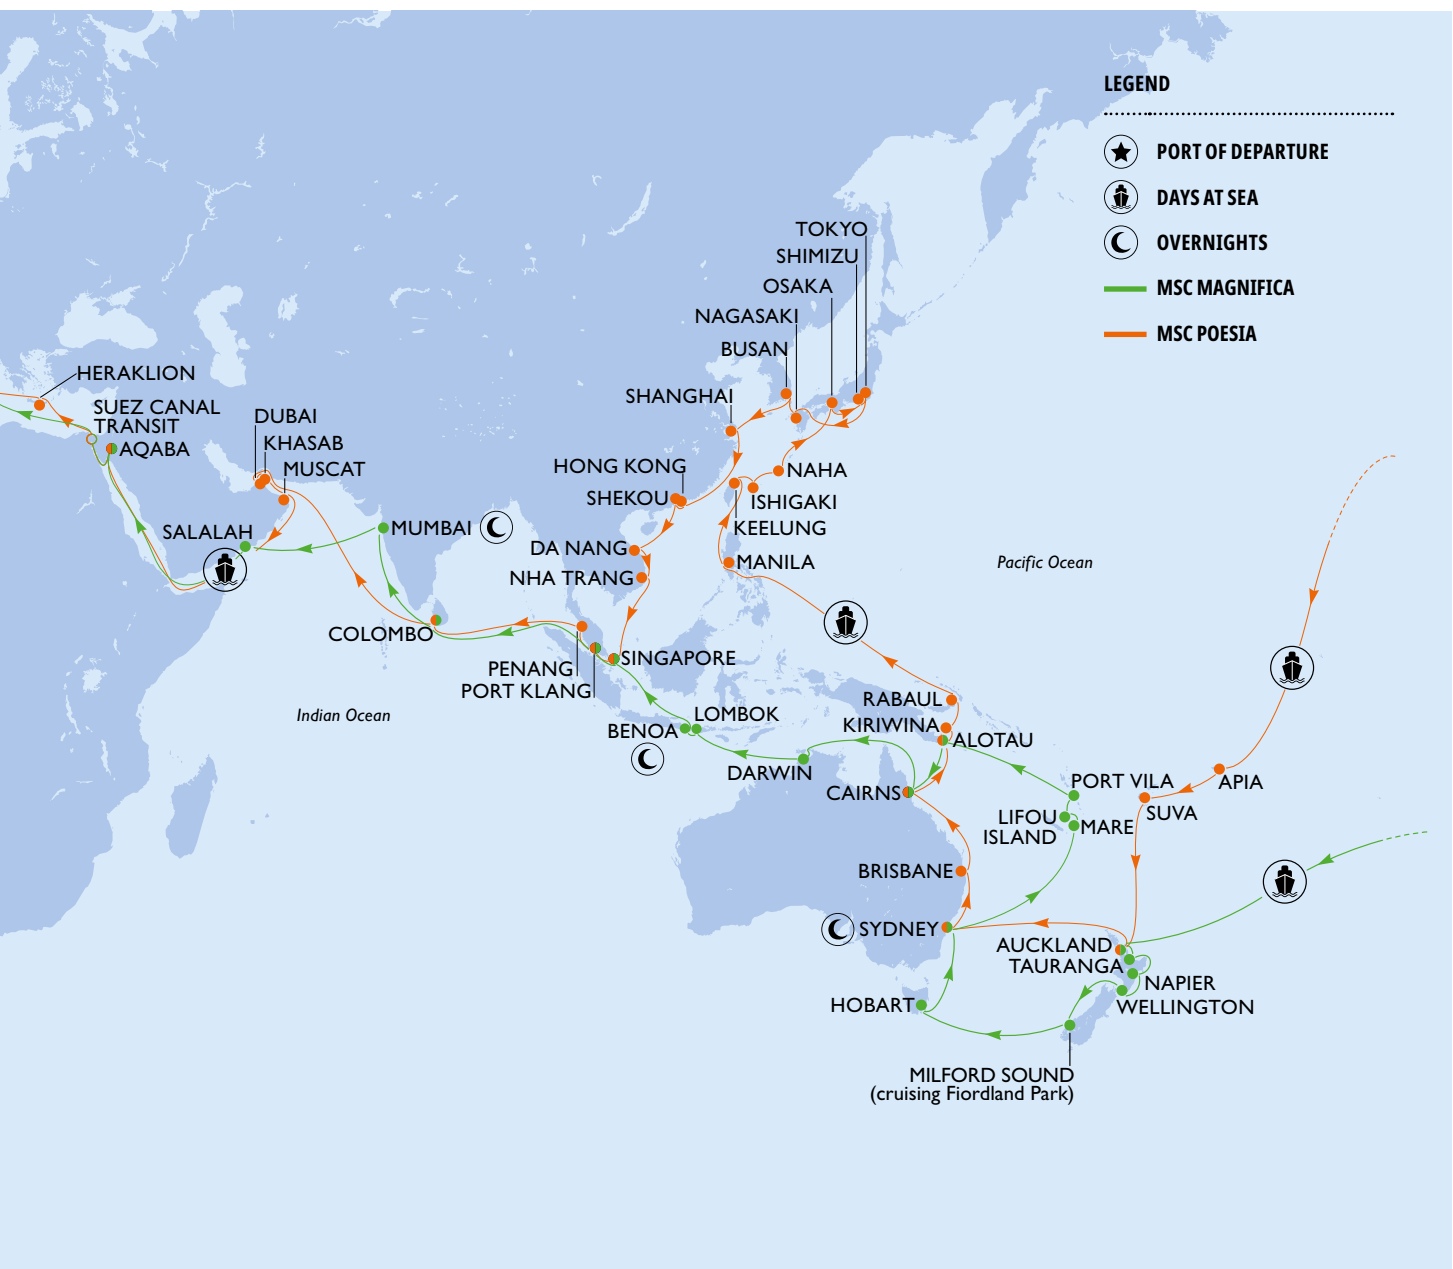 LEGEND
PORT OF DEPARTURE
DAYS AT SEA
OVERNIGHTS
MSC MAGNIFICA
MSC POESIA
TOKYO
SHIMIZU
OSAKA
NAGASAKI
BUSAN
SHANGHAI
HERAKLION
SUEZ CANAL
TRANSIT
AQABA
DUBAI
KHASAB
MUSCAT
HONG KONG
SHEKOU
NAHA
ISHIGAKI
KEELUNG
SALALAH
MUMBAI
DA NANG
NHA TRANG
MANILA
Pacific Ocean
COLOMBO
PENANG
PORT KLANG
SINGAPORE
Indian Ocean
BENOA
LOMBOK
RABAUL
KIRIWINA
ALOTAU
DARWIN
CAIRNS
PORT VILA
APIA
LIFOU
ISLAND
MARE
SUVA
BRISBANE
SYDNEY
AUCKLAND
TAURANGA
NAPIER
WELLINGTON
HOBART
MILFORD SOUND
(cruising Fiordland Park)